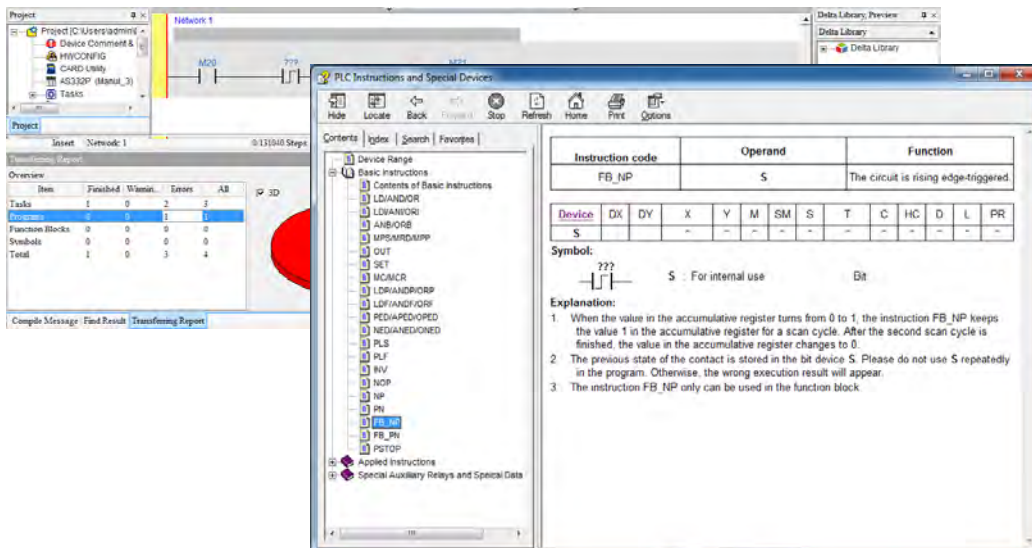 Project
Project [C:\Users\admin\
Device Comment &
HWCONFIG
CARD Utility
AS332P (Manul_3)
Tasks
Project
Network 1
M20
???
M21
Delta Library, Preview
Delta Library
Delta Library
Insert Network: 1
0/131040 Steps
Transferring Report
Overview
Item Finished Warnin... Errors All
Tasks 1 0 2 3
Programs 0 0 1 1
Function Blocks 0 0 0 0
Symbols 0 0 0 0
Total 1 0 3 4
3D
Compile Message Find Result Transferring Report
PLC Instructions and Special Devices
Hide Locate Back Forward Stop Refresh Home Print Options
Contents Index Search Favorites
Device Range
Basic Instructions
Contents of Basic Instructions
LD/AND/OR
LDI/ANI/ORI
ANB/ORB
MPS/MRD/MPP
OUT
SET
MC/MCR
LDP/ANDP/ORP
LDF/ANDF/ORF
PED/APED/OPED
NED/ANED/ONED
PLS
PLF
INV
NOP
NP
PN
FB_NP
FB_PN
PSTOP
Applied Instructions
Special Auxiliary Relays and Speical Data
Instruction code Operand Function
FB_NP S The circuit is rising edge-triggered.
Device DX DY X Y M SM S T C HC D L PR
S - - - - - - - - - - -
Symbol:
???
S : For internal use Bit
Explanation:
1. When the value in the accumulative register turns from 0 to 1, the instruction FB_NP keeps
the value 1 in the accumulative register for a scan cycle. After the second scan cycle is
finished, the value in the accumulative register changes to 0.
2 The previous state of the contact is stored in the bit device S. Please do not use S repeatedly
in the program. Otherwise, the wrong execution result will appear.
3 The instruction FB_NP only can be used in the function block